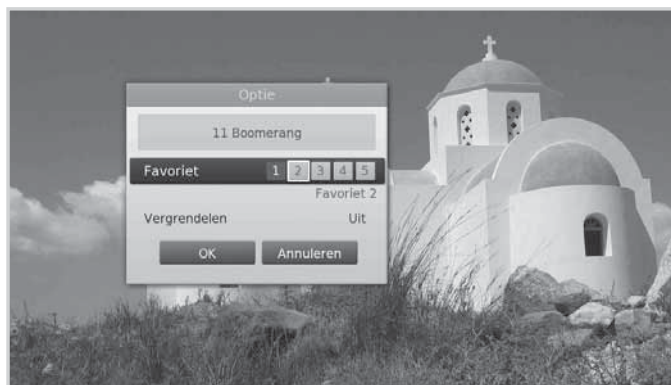 Optie
11 Boomerang
Favoriet 1 2 3 4 5
Favoriet 2
Vergrendelen Uit
OK Annuleren